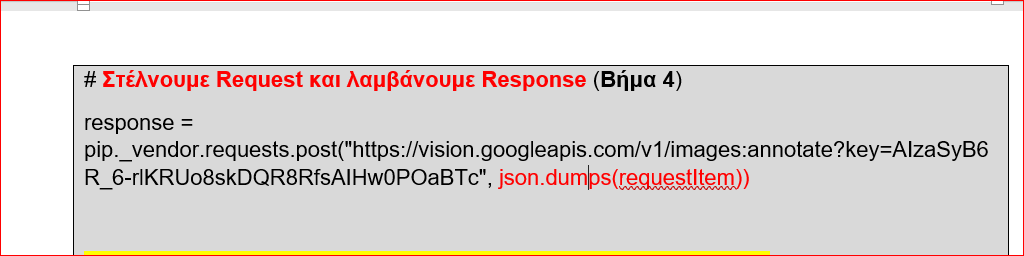 # Στέλνουμε Request και λαμβάνουμε Response (Βήμα 4)
response =
pip._vendor.requests.post("https://vision.googleapis.com/v1/images:annotate?key=AIzaSyB6
R_6-rlKRUo8skDQR8RfsAIHw0POaBTc", json.dumps(requestItem))